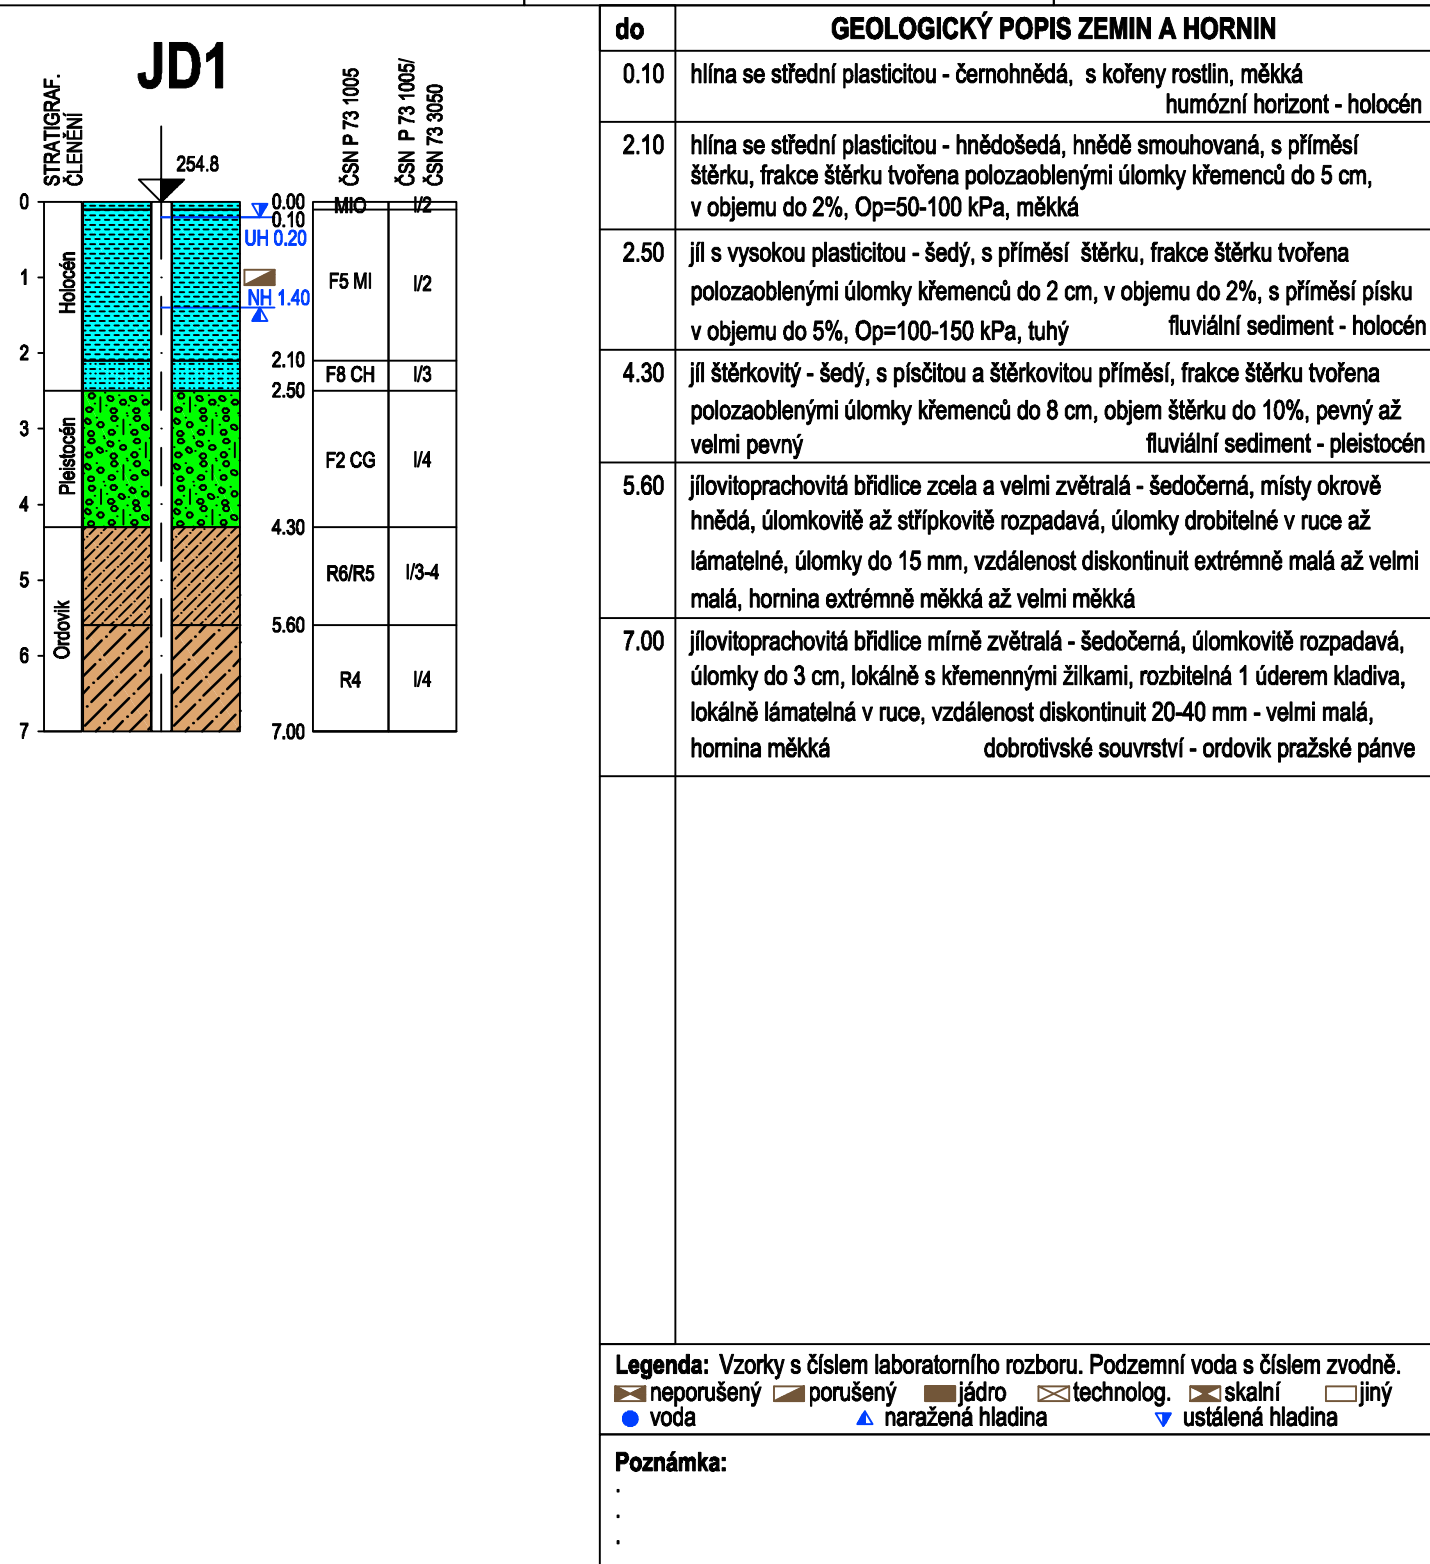 JD1
STRATIGRAF.
ČLENĚNÍ
254.8
ČSN P 73 1005
ČSN P 73 1005/
ČSN 73 3050
0
1
2
3
4
5
6
7
Holocén
Pleistocén
Ordovik
0.00
0.10
UH 0.20
NH 1.40
2.10
2.50
4.30
5.60
7.00
MIO I/2
F5 MI I/2
F8 CH I/3
F2 CG I/4
R6/R5 I/3-4
R4 I/4
do GEOLOGICKÝ POPIS ZEMIN A HORNIN
0.10 hlína se střední plasticitou - černohnědá, s kořeny rostlin, měkká
humózní horizont - holocén
2.10 hlína se střední plasticitou - hnědošedá, hnědě smouhovaná, s příměsí
štěrku, frakce štěrku tvořena polozaoblenými úlomky křemenců do 5 cm,
v objemu do 2%, Op=50-100 kPa, měkká
2.50 jíl s vysokou plasticitou - šedý, s příměsí štěrku, frakce štěrku tvořena
polozaoblenými úlomky křemenců do 2 cm, v objemu do 2%, s příměsí písku
v objemu do 5%, Op=100-150 kPa, tuhý fluviální sediment - holocén
4.30 jíl štěrkovitý - šedý, s písčitou a štěrkovitou příměsí, frakce štěrku tvořena
polozaoblenými úlomky křemenců do 8 cm, objem štěrku do 10%, pevný až
velmi pevný fluviální sediment - pleistocén
5.60 jílovitoprachovitá břidlice zcela a velmi zvětralá - šedočerná, místy okrově
hnědá, úlomkovitě až střípkovitě rozpadavá, úlomky drobitelné v ruce až
lámatelné, úlomky do 15 mm, vzdálenost diskontinuit extrémně malá až velmi
malá, hornina extrémně měkká až velmi měkká
7.00 jílovitoprachovitá břidlice mírně zvětralá - šedočerná, úlomkovitě rozpadavá,
úlomky do 3 cm, lokálně s křemennými žilkami, rozbitelná 1 úderem kladiva,
lokálně lámatelná v ruce, vzdálenost diskontinuit 20-40 mm - velmi malá,
hornina měkká dobrotivské souvrství - ordovik pražské pánve
Legenda: Vzorky s číslem laboratorního rozboru. Podzemní voda s číslem zvodně.
neporušený porušený jádro technolog. skalní jiný
voda naražená hladina ustálená hladina
Poznámka:
.
.
.